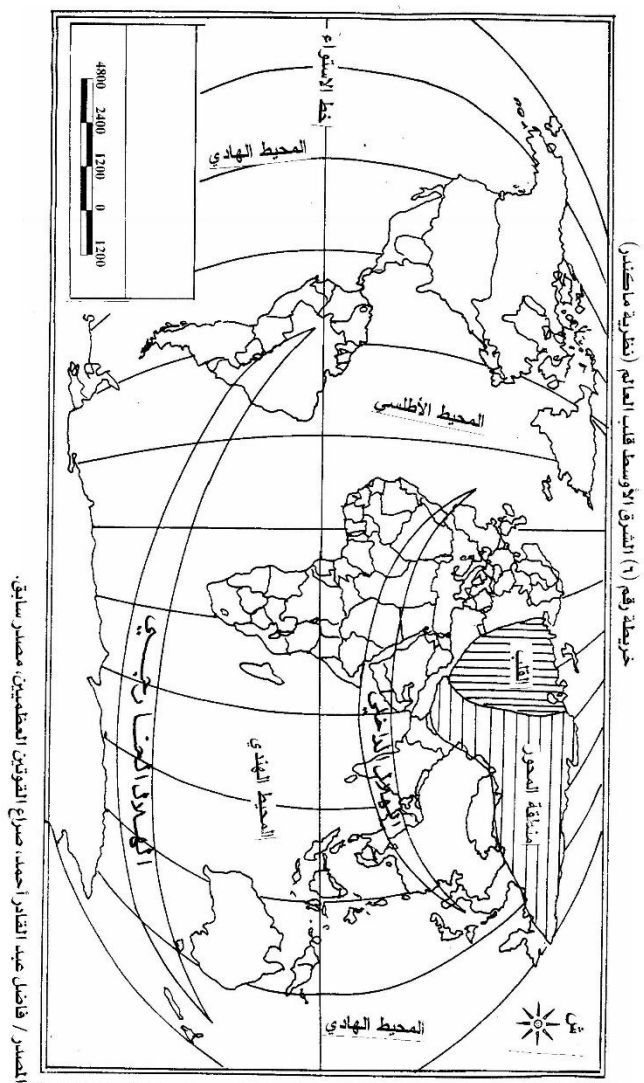 خريطة رقم (٦) الشرق الأوسط قلب العالم (نظرية ماكندر)
ش
منطقة المحور
القلب
الهلال الداخلي
المحيط الأطلسي
المحيط الهادي
خط الاستواء
المحيط الهندي
المحيط الهادي
الهلال الخارجي
4800 2400 1200 0 1200
المصدر / فاضل عبد القادر أحمد، صراع القوتين العظميين، مصدر سابق.